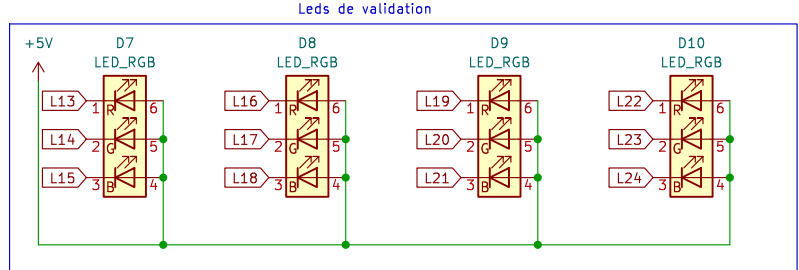 Leds de validation
+5V
D7
LED_RGB
L13
1
R
6
L14
2
G
5
L15
3
B
4
D8
LED_RGB
L16
1
R
6
L17
2
G
5
L18
3
B
4
D9
LED_RGB
L19
1
R
6
L20
2
G
5
L21
3
B
4
D10
LED_RGB
L22
1
R
6
L23
2
G
5
L24
3
B
4